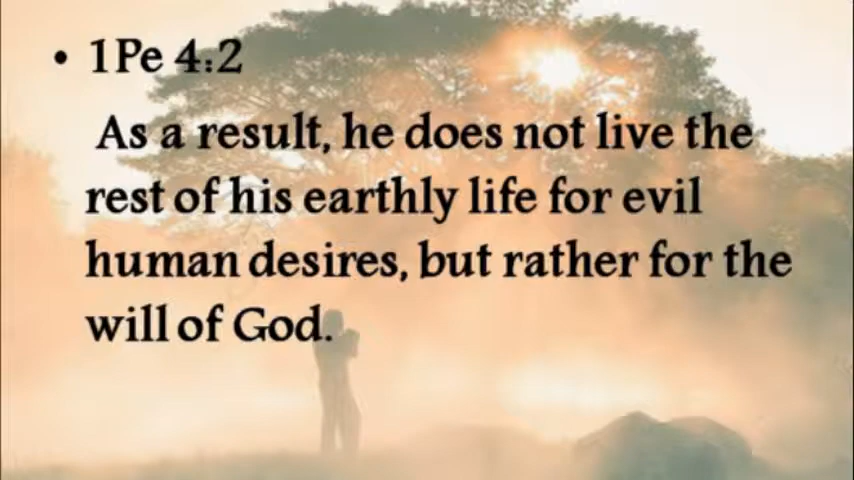 • 1Pe 4:2
As a result, he does not live the
rest of his earthly life for evil
human desires, but rather for the
will of God.